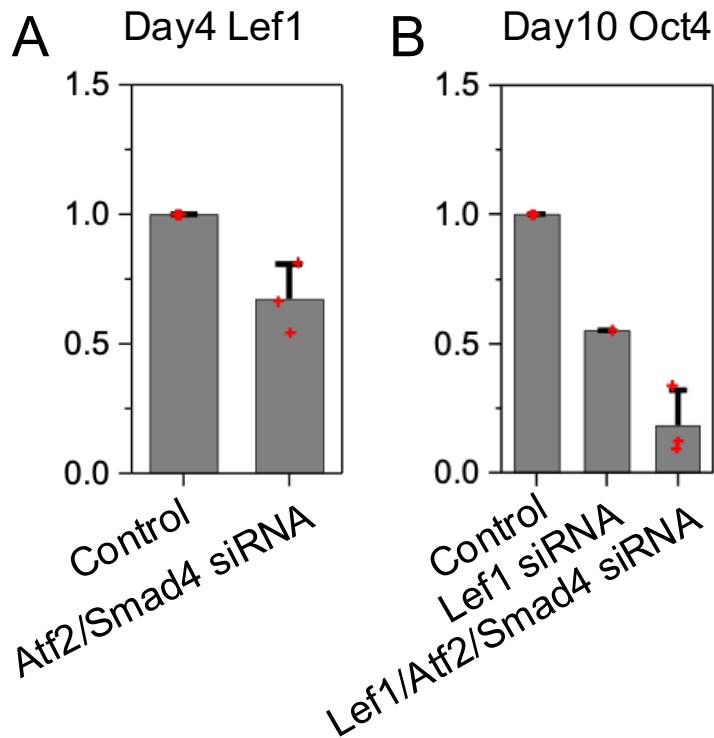 A Day4 Lef1
1.5
1.0
0.5
0.0
Control
Atf2/Smad4 siRNA
B Day10 Oct4
1.5
1.0
0.5
0.0
Control
Lef1 siRNA
Lef1/Atf2/Smad4 siRNA